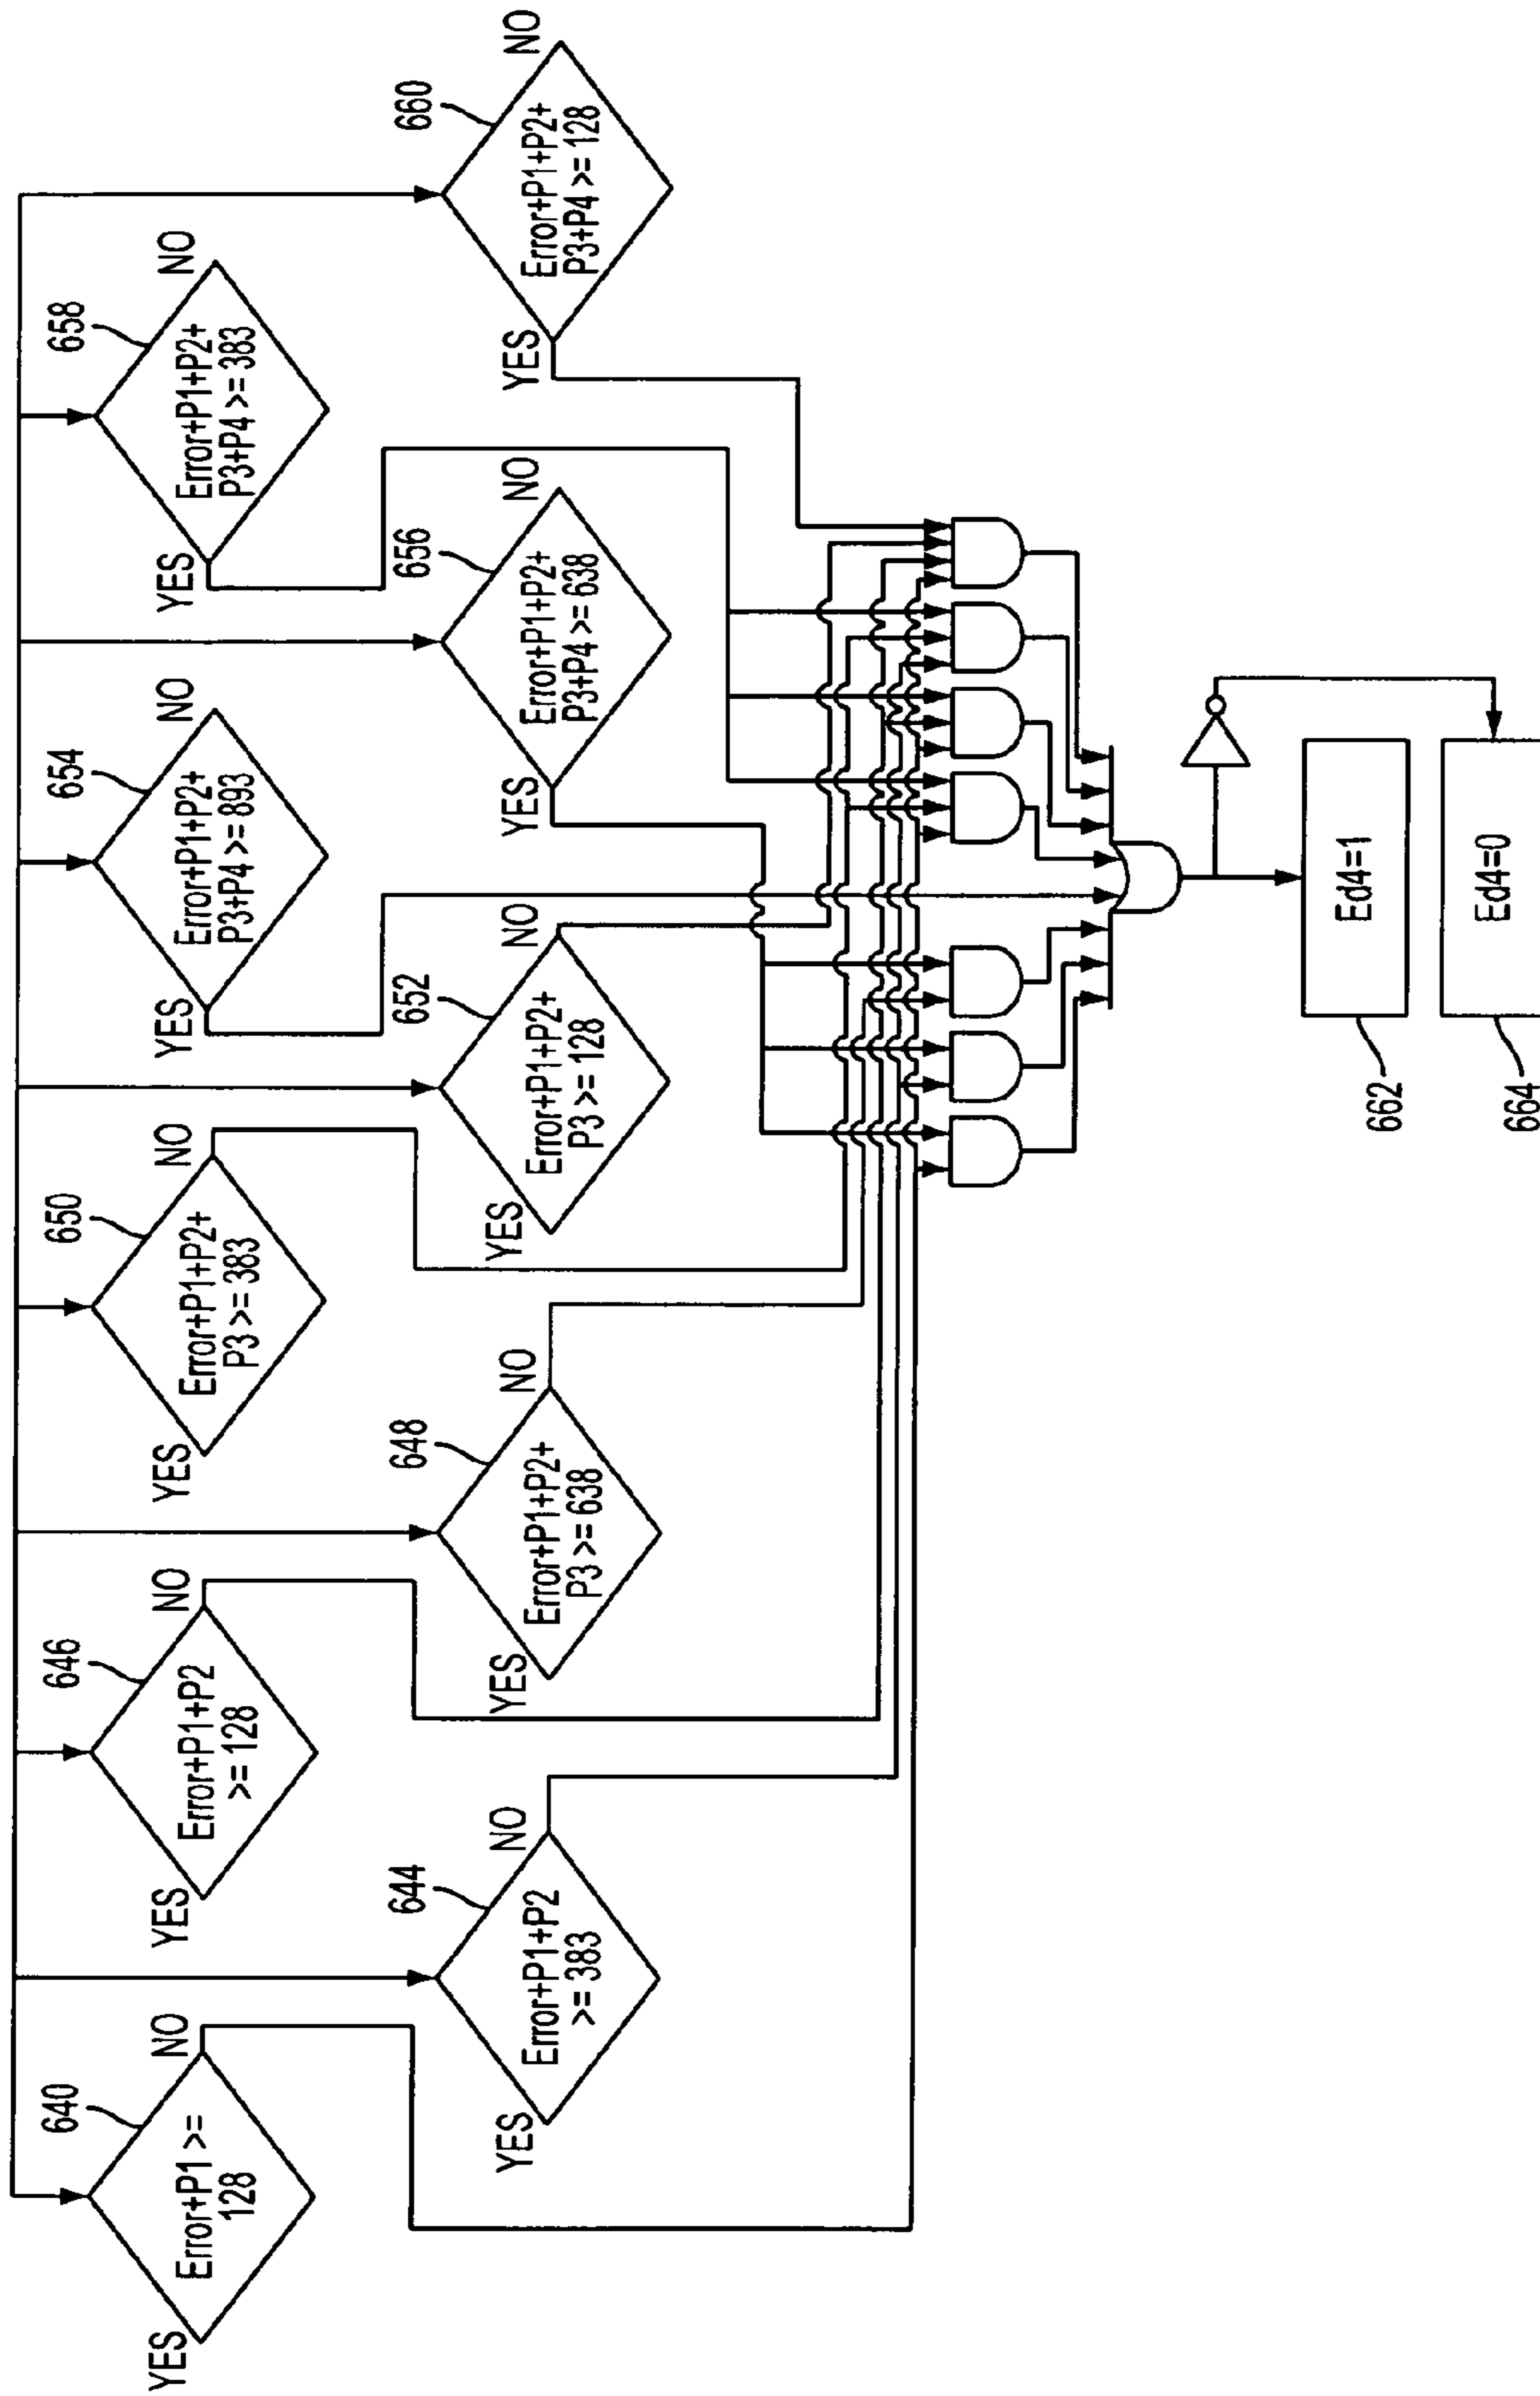 640
Error+P1 >=
128
YES
NO
644
Error+P1+P2
>= 383
YES
NO
646
Error+P1+P2
>= 128
YES
NO
648
Error+P1+P2+
P3 >= 638
YES
NO
650
Error+P1+P2+
P3 >= 383
YES
NO
652
Error+P1+P2+
P3 >= 128
YES
NO
654
Error+P1+P2+
P3+P4 >= 893
YES
NO
656
Error+P1+P2+
P3+P4 >= 638
YES
NO
658
Error+P1+P2+
P3+P4 >= 383
YES
NO
660
Error+P1+P2+
P3+P4 >= 128
YES
NO
662
Ed4=1
664
Ed4=0